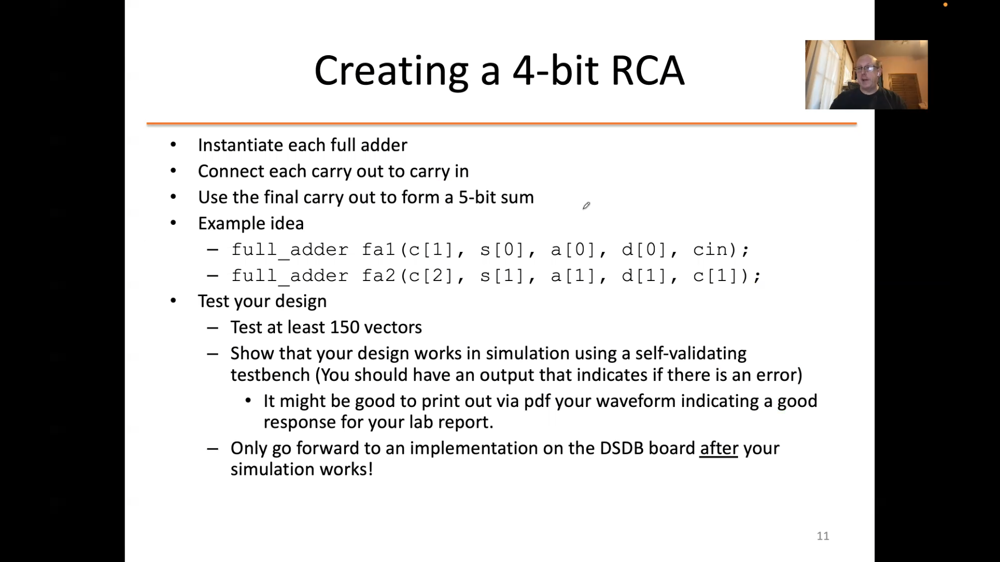 Creating a 4-bit RCA
• Instantiate each full adder
• Connect each carry out to carry in
• Use the final carry out to form a 5-bit sum
• Example idea
– full_adder fa1(c[1], s[0], a[0], d[0], cin);
– full_adder fa2(c[2], s[1], a[1], d[1], c[1]);
• Test your design
– Test at least 150 vectors
– Show that your design works in simulation using a self-validating
testbench (You should have an output that indicates if there is an error)
• It might be good to print out via pdf your waveform indicating a good
response for your lab report.
– Only go forward to an implementation on the DSDB board after your
simulation works!
11